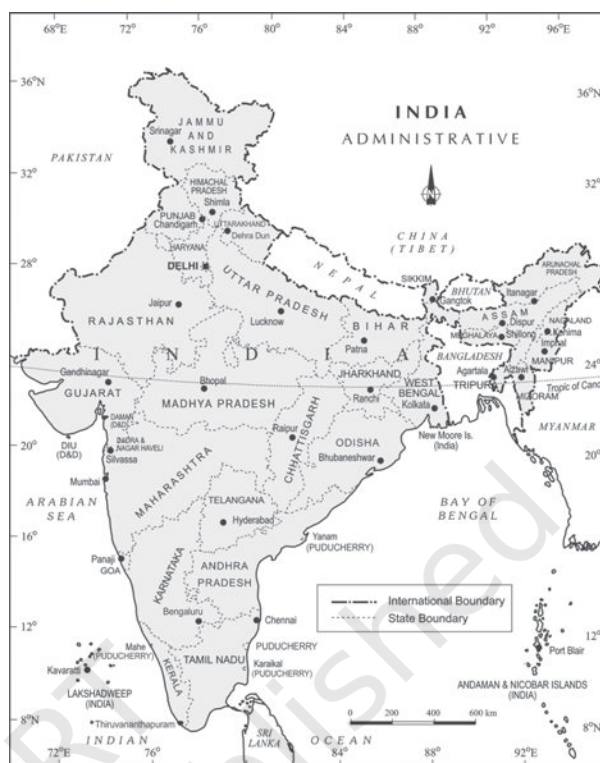 68°E 72° 76° 80° 84° 88° 92° 96°E
36°N
36°N
INDIA
ADMINISTRATIVE
N
JAMMU
AND
KASHMIR
Srinagar
PAKISTAN
32°
32°
HIMACHAL
PRADESH
Shimla
PUNJAB
Chandigarh
UTTARAKHAND
Dehra Dun
CHINA
(TIBET)
HARYANA
DELHI
28°
28°
NEPAL
SIKKIM
Gangtok
BHUTAN
ARUNACHAL
PRADESH
Itanagar
Jaipur
RAJASTHAN
UTTAR PRADESH
Lucknow
BIHAR
Patna
ASSAM
Dispur
NAGALAND
Kohima
MEGHALAYA
Shillong
Imphal
MANIPUR
INDIA
BANGLADESH
24°
Gandhinagar
GUJARAT
Bhopal
MADHYA PRADESH
JHARKHAND
Ranchi
WEST
BENGAL
Kolkata
Agartala
TRIPURA
Aizwl
MIZORAM
Tropic of Canc
DAMAN
(D&D)
DIU
(D&D)
DADRA &
NAGAR HAVELI
Silvassa
Raipur
CHHATTISGARH
ODISHA
Bhubaneshwar
New Moore Is.
(India)
MYANMAR
20°
20°
Mumbai
MAHARASHTRA
ARABIAN
SEA
BAY OF
BENGAL
TELANGANA
Hyderabad
Yanam
(PUDUCHERRY)
16°
16°
Panaji
GOA
KARNATAKA
ANDHRA
PRADESH
International Boundary
State Boundary
Bengaluru
Chennai
12°
12°
Mahe
(PUDUCHERRY)
PUDUCHERRY
Karaikal
(PUDUCHERRY)
TAMIL NADU
KERALA
Kavaratti
LAKSHADWEEP
(INDIA)
Port Blair
ANDAMAN & NICOBAR ISLANDS
(INDIA)
Thiruvananthapuram
8°N
8°N
0 200 400 600 km
INDIAN OCEAN
SRI
LANKA
72°E 76° 80° 84° 88° 92°E